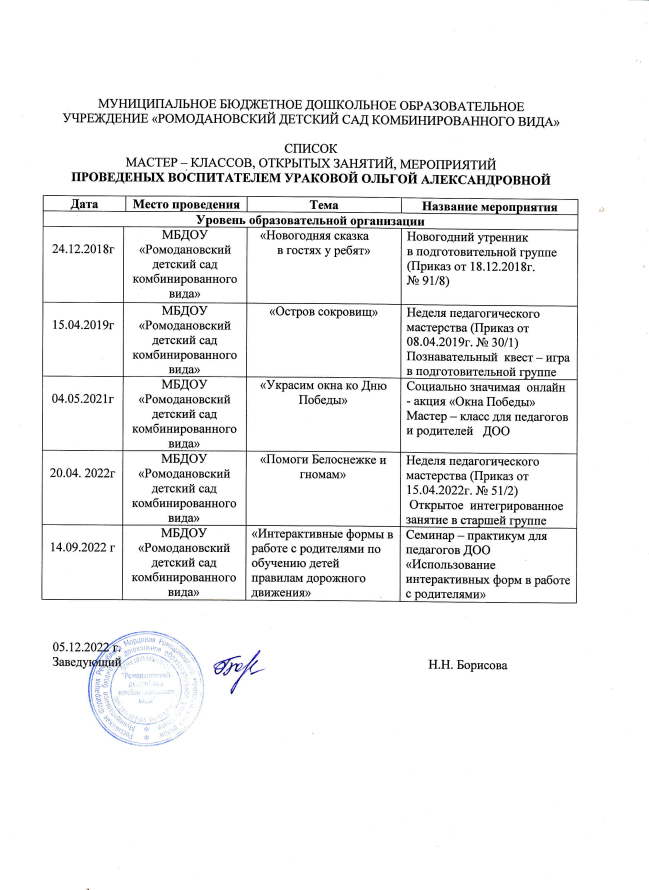 МУНИЦИПАЛЬНОЕ БЮДЖЕТНОЕ ДОШКОЛЬНОЕ ОБРАЗОВАТЕЛЬНОЕ
УЧРЕЖДЕНИЕ «РОМОДАНОВСКИЙ ДЕТСКИЙ САД КОМБИНИРОВАННОГО ВИДА»
СПИСОК
МАСТЕР – КЛАССОВ, ОТКРЫТЫХ ЗАНЯТИЙ, МЕРОПРИЯТИЙ
ПРОВЕДЕНЫХ ВОСПИТАТЕЛЕМ УРАКОВОЙ ОЛЬГОЙ АЛЕКСАНДРОВНОЙ
Дата Место проведения Тема Название мероприятия
Уровень образовательной организации
24.12.2018г
МБДОУ
«Ромодановский
детский сад
комбинированного
вида»
«Новогодняя сказка
в гостях у ребят»
Новогодний утренник
в подготовительной группе
(Приказ от 18.12.2018г.
№ 91/8)
15.04.2019г
МБДОУ
«Ромодановский
детский сад
комбинированного
вида»
«Остров сокровищ»
Неделя педагогического
мастерства (Приказ от
08.04.2019г. № 30/1)
Познавательный квест – игра
в подготовительной группе
04.05.2021г
МБДОУ
«Ромодановский
детский сад
комбинированного
вида»
«Украсим окна ко Дню
Победы»
Социально значимая онлайн
- акция «Окна Победы»
Мастер – класс для педагогов
и родителей ДОО
20.04. 2022г
МБДОУ
«Ромодановский
детский сад
комбинированного
вида»
«Помоги Белоснежке и
гномам»
Неделя педагогического
мастерства (Приказ от
15.04.2022г. № 51/2)
Открытое интегрированное
занятие в старшей группе
14.09.2022 г
МБДОУ
«Ромодановский
детский сад
комбинированного
вида»
«Интерактивные формы в
работе с родителями по
обучению детей
правилам дорожного
движения»
Семинар – практикум для
педагогов ДОО
«Использование
интерактивных форм в работе
с родителями»
05.12.2022 г.
Заведующий Н.Н. Борисова
"Ромодановский
детский сад
комбинированного
вида"